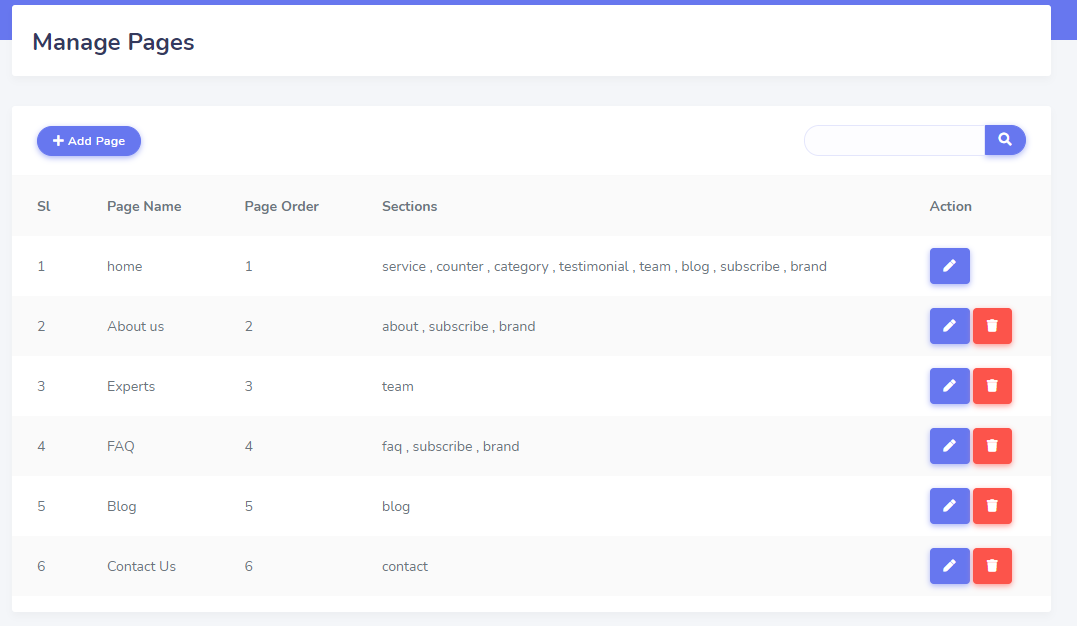 Manage Pages
Add Page
Sl Page Name Page Order Sections Action
1 home 1 service , counter , category , testimonial , team , blog , subscribe , brand
2 About us 2 about , subscribe , brand
3 Experts 3 team
4 FAQ 4 faq , subscribe , brand
5 Blog 5 blog
6 Contact Us 6 contact